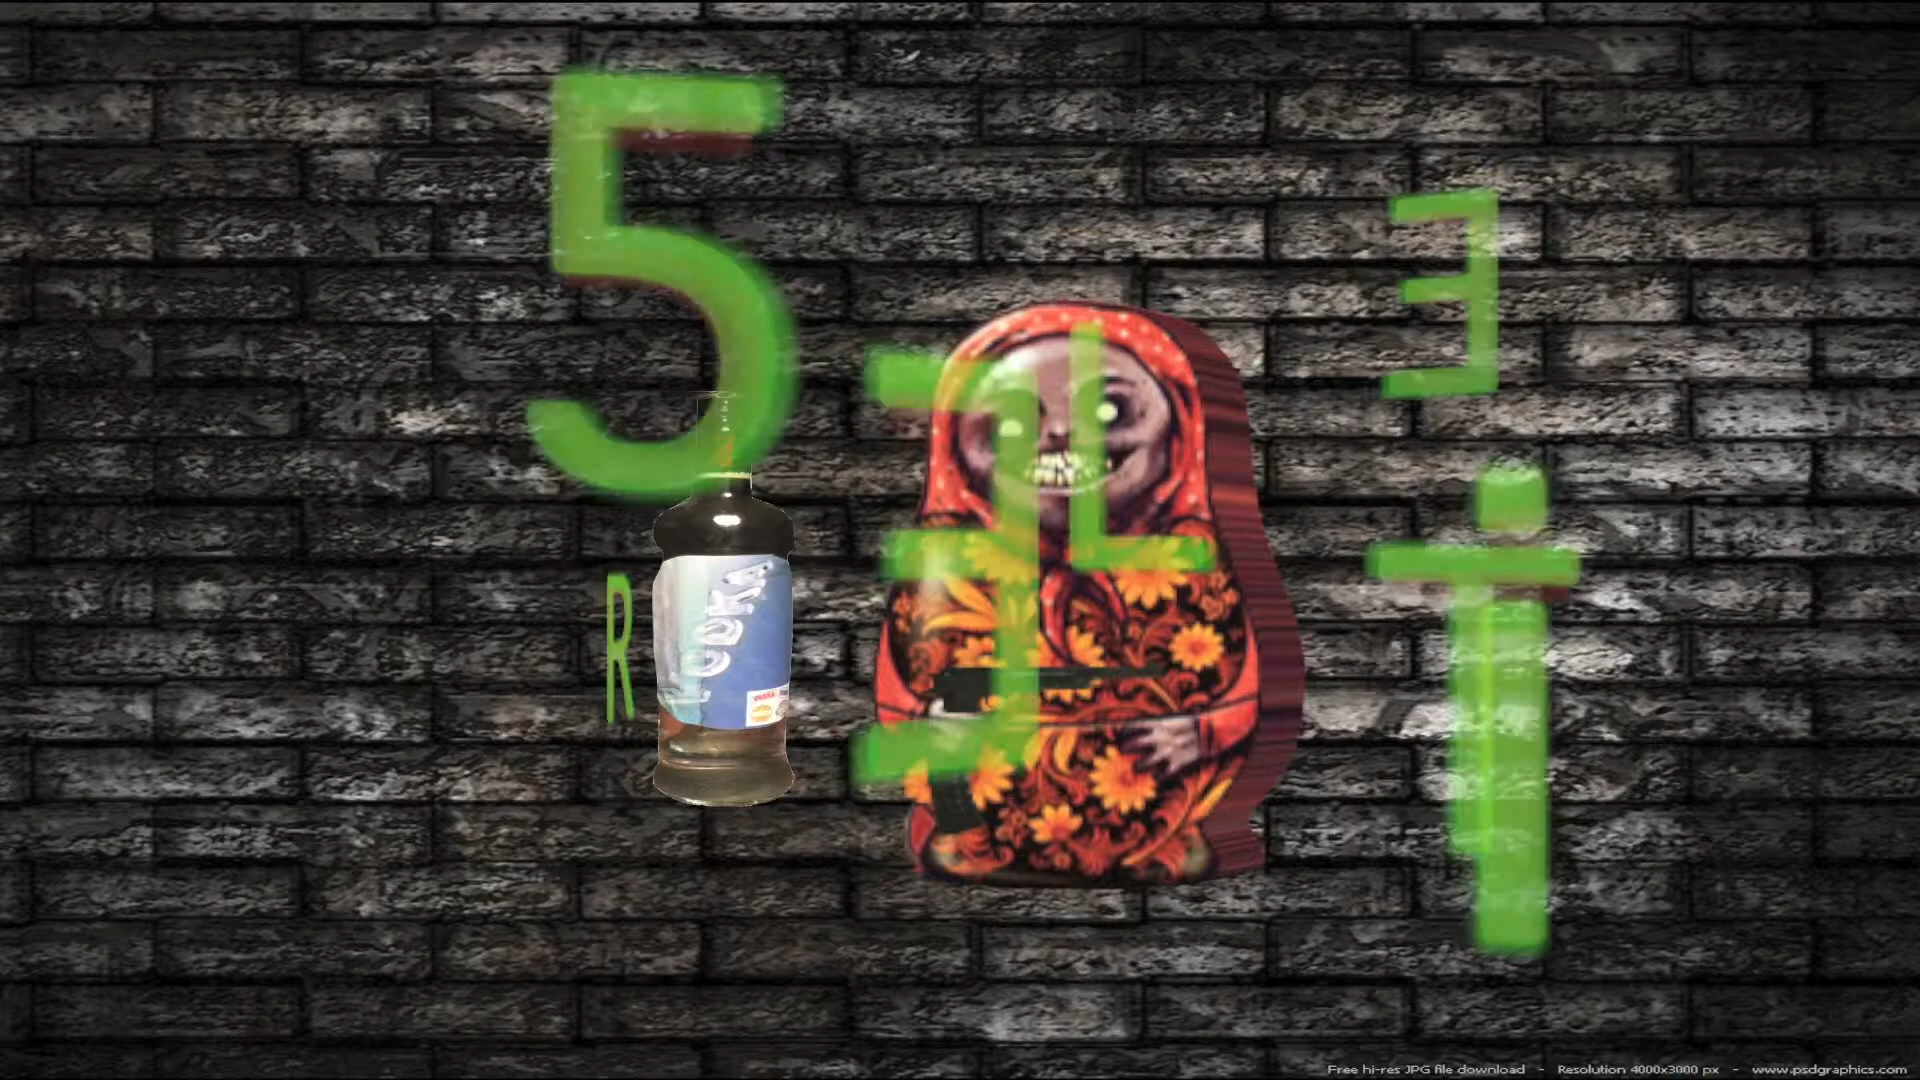 5
E
L
E
T
i
R
VODKA
Free hi-res JPG file download - Resolution 4000x3000 px - www.psdgraphics.com